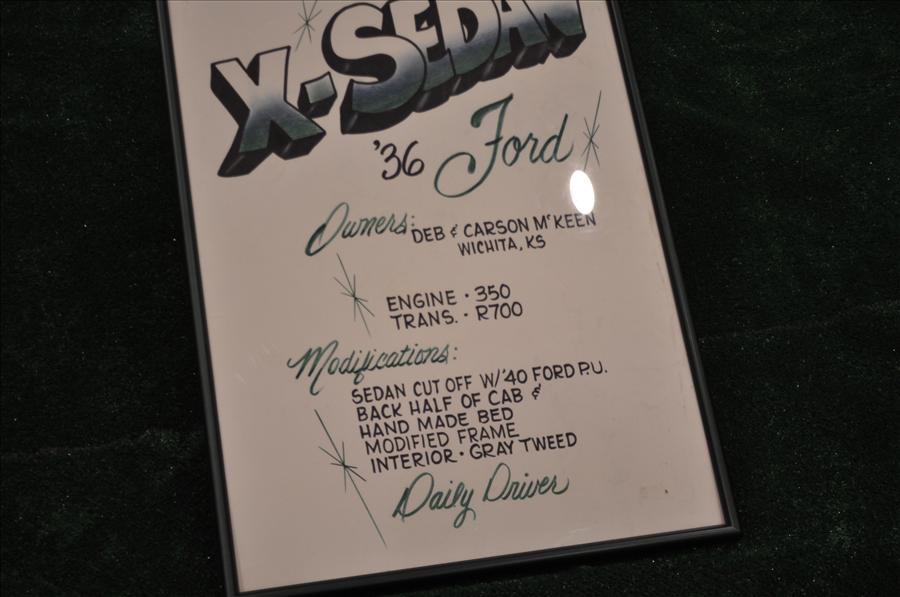 X-SEDAN
'36 Ford
Owners: DEB & CARSON McKEEN
WICHITA, KS
ENGINE · 350
TRANS. · R700
Modifications:
SEDAN CUT OFF W/'40 FORD P.U.
BACK HALF OF CAB &
HAND MADE BED
MODIFIED FRAME
INTERIOR · GRAY TWEED
Daily Driver